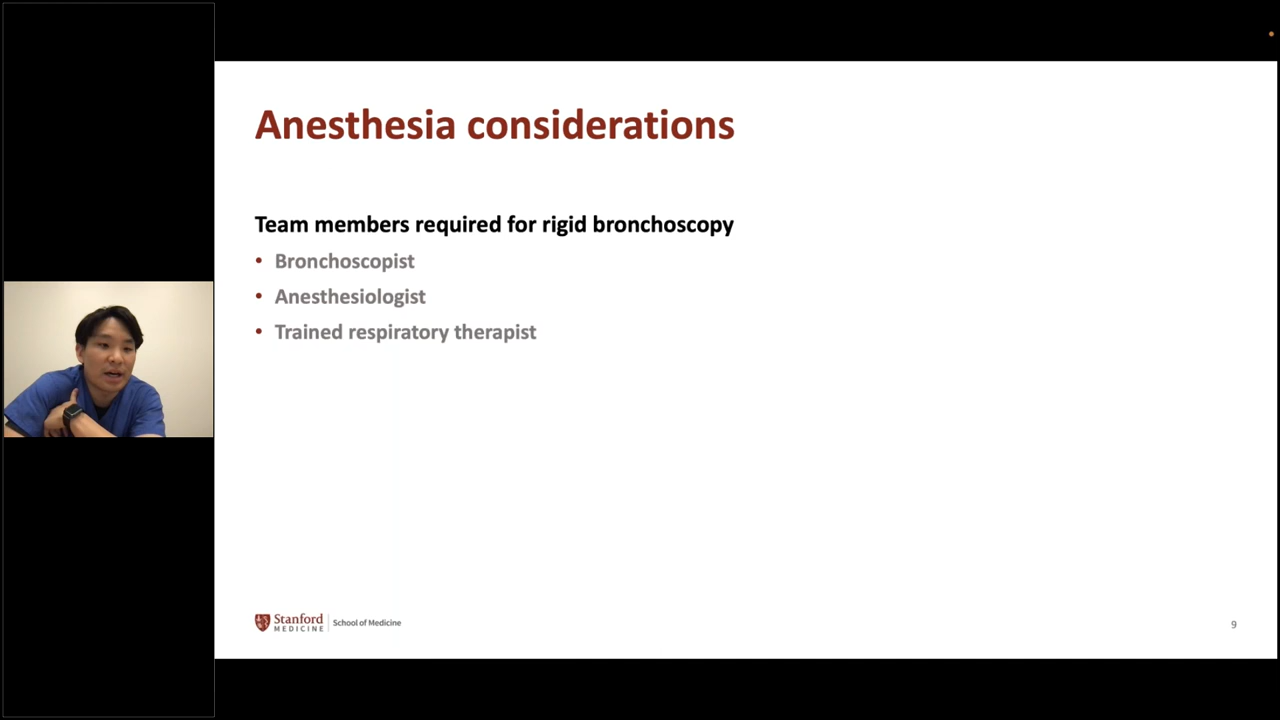 Anesthesia considerations
Team members required for rigid bronchoscopy
• Bronchoscopist
• Anesthesiologist
• Trained respiratory therapist
Stanford
MEDICINE
School of Medicine
9